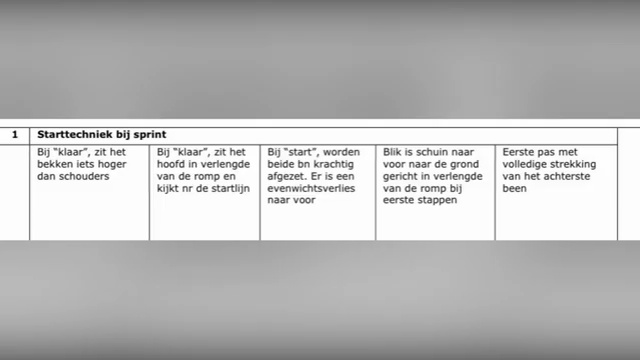 1 Starttechniek bij sprint
Bij “klaar”, zit het
bekken iets hoger
dan schouders
Bij “klaar”, zit het
hoofd in verlengde
van de romp en
kijkt nr de startlijn
Bij “start”, worden
beide bn krachtig
afgezet. Er is een
evenwichtsverlies
naar voor
Blik is schuin naar
voor naar de grond
gericht in verlengde
van de romp bij
eerste stappen
Eerste pas met
volledige strekking
van het achterste
been